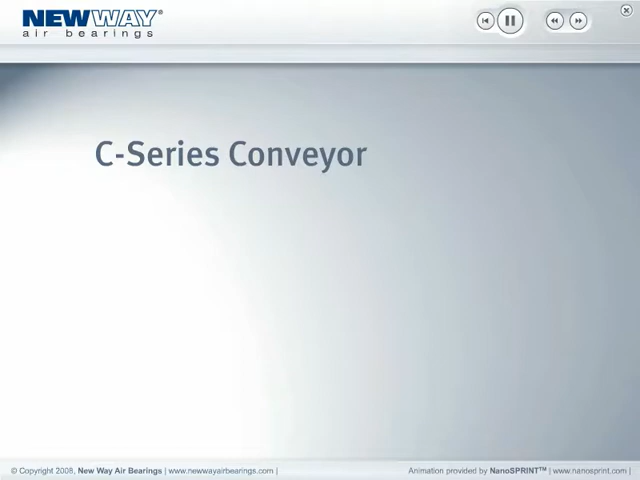 NEWWAY®
air bearings
C-Series Conveyor
© Copyright 2008, New Way Air Bearings | www.newwayairbearings.com |
Animation provided by NanoSPRINT™ | www.nanosprint.com |